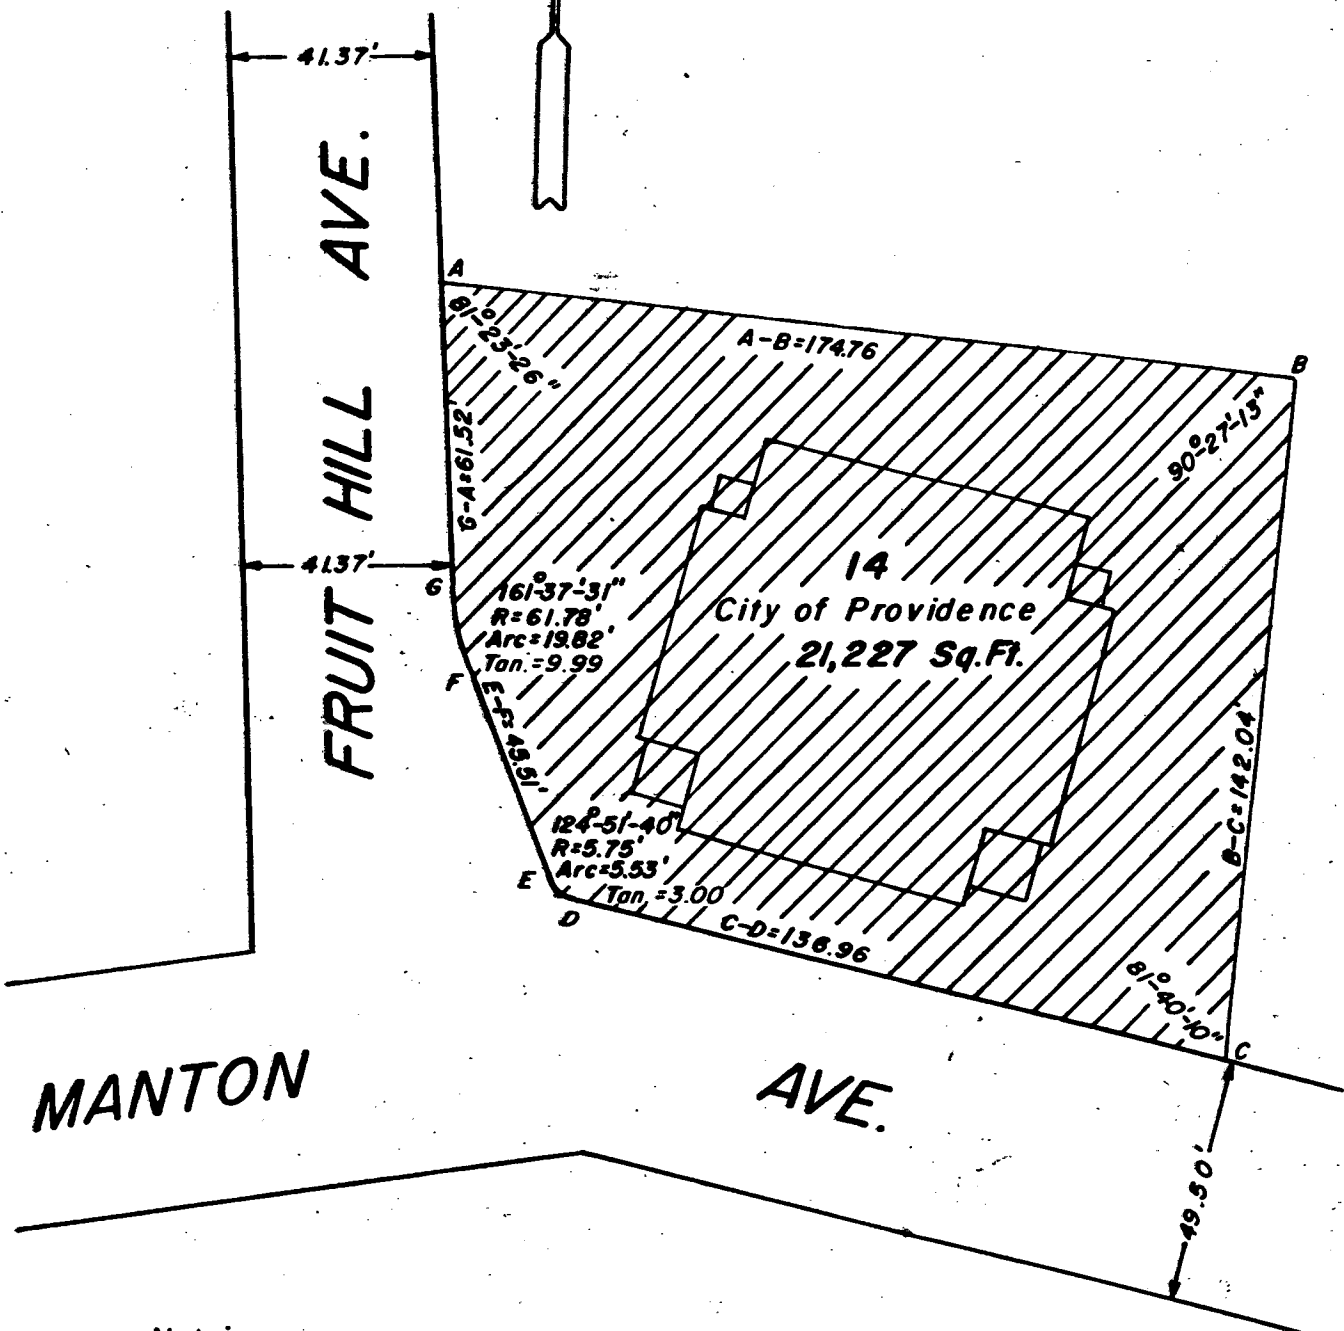 41.37'
FRUIT HILL AVE.
A
81°-23'-26"
A-B=174.76
B
90°-27'-13"
G-A=61.52'
41.37'
G
161°-37'-31"
R=61.78'
Arc=19.82'
Tan.=9.99
14
City of Providence
21,227 Sq.Ft.
F
E-F=45.51'
B-C=142.04'
124°-51'-40"
R=5.75'
Arc=5.53'
Tan.=3.00
E
D
C-D=136.96
81°-40'-10"
C
MANTON AVE.
49.50'